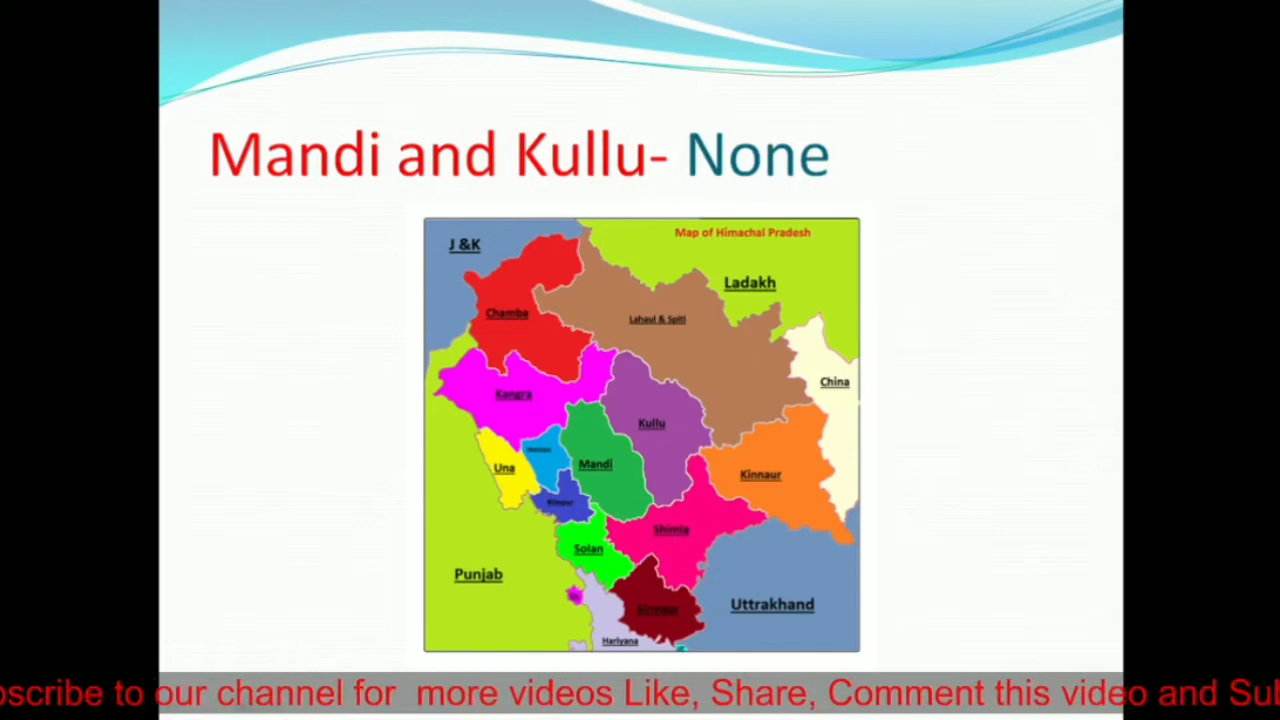 Mandi and Kullu- None
Map of Himachal Pradesh
J &K
Ladakh
Chamba
Lahaul & Spiti
China
Kangra
Kullu
Una
Mandi
Kinnaur
Shimla
Solan
Punjab
Sirmaur
Uttrakhand
Hariyana
oscribe to our channel for more videos Like, Share, Comment this video and Sul